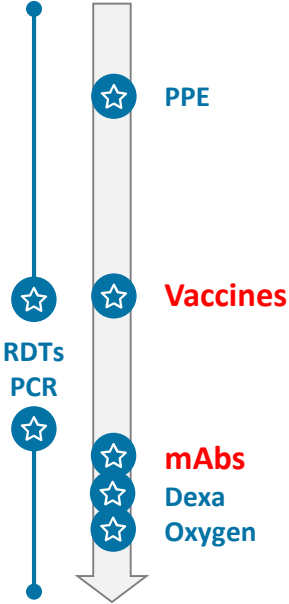 PPE
Vaccines
RDTs
PCR
mAbs
Dexa
Oxygen